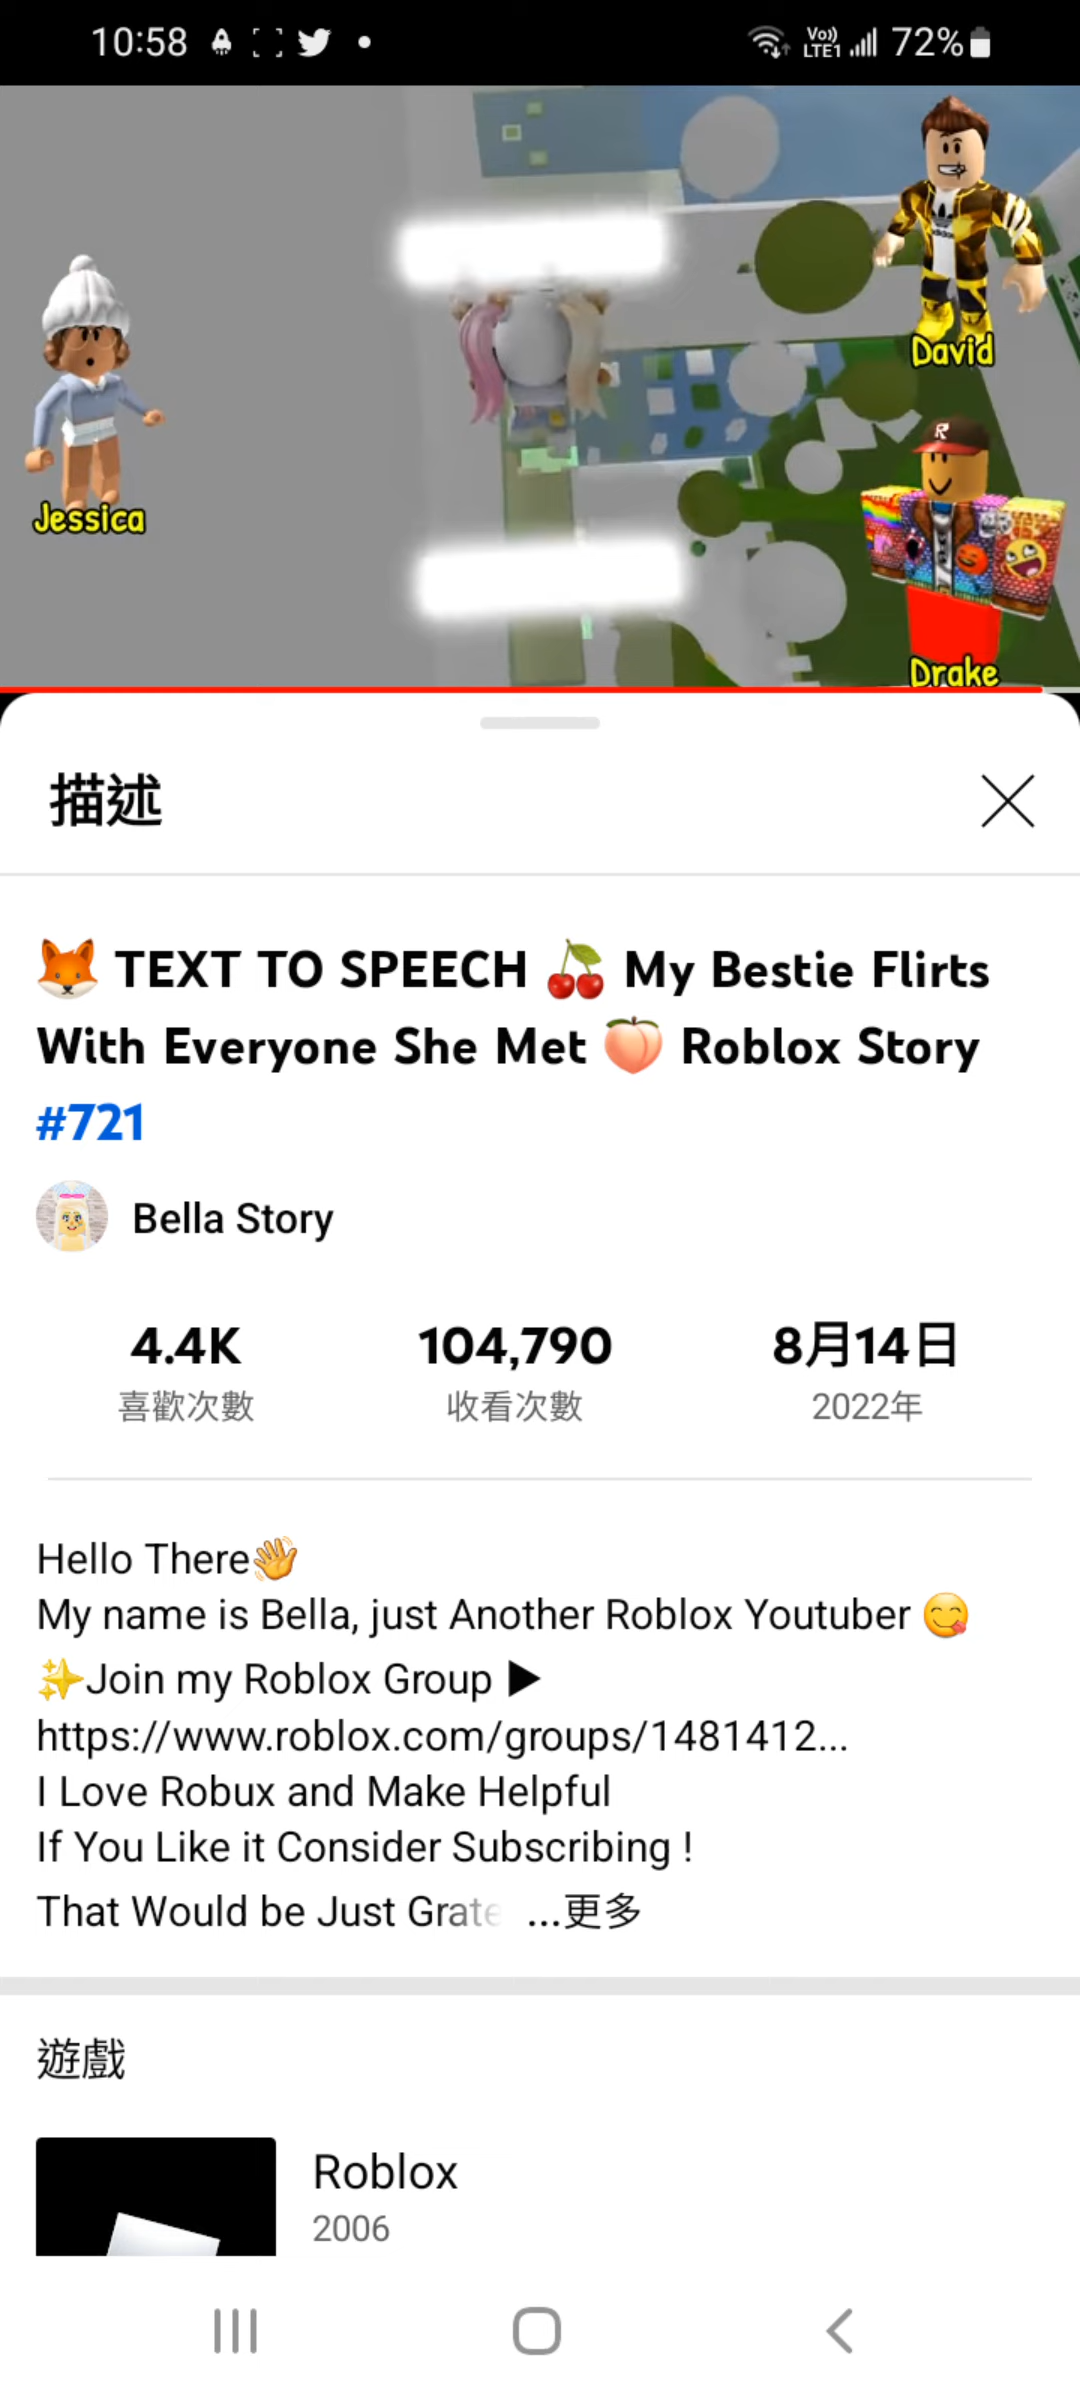 10:58
Vo)) LTE1 72%
David
Jessica
Drake
描述
TEXT TO SPEECH 🍒 My Bestie Flirts
With Everyone She Met 🍑 Roblox Story
#721
Bella Story
4.4K 104,790 8月14日
喜歡次數 收看次數 2022年
Hello There👋
My name is Bella, just Another Roblox Youtuber 😋
✨Join my Roblox Group ▶
https://www.roblox.com/groups/1481412...
I Love Robux and Make Helpful
If You Like it Consider Subscribing !
That Would be Just Grate ...更多
遊戲
Roblox
2006